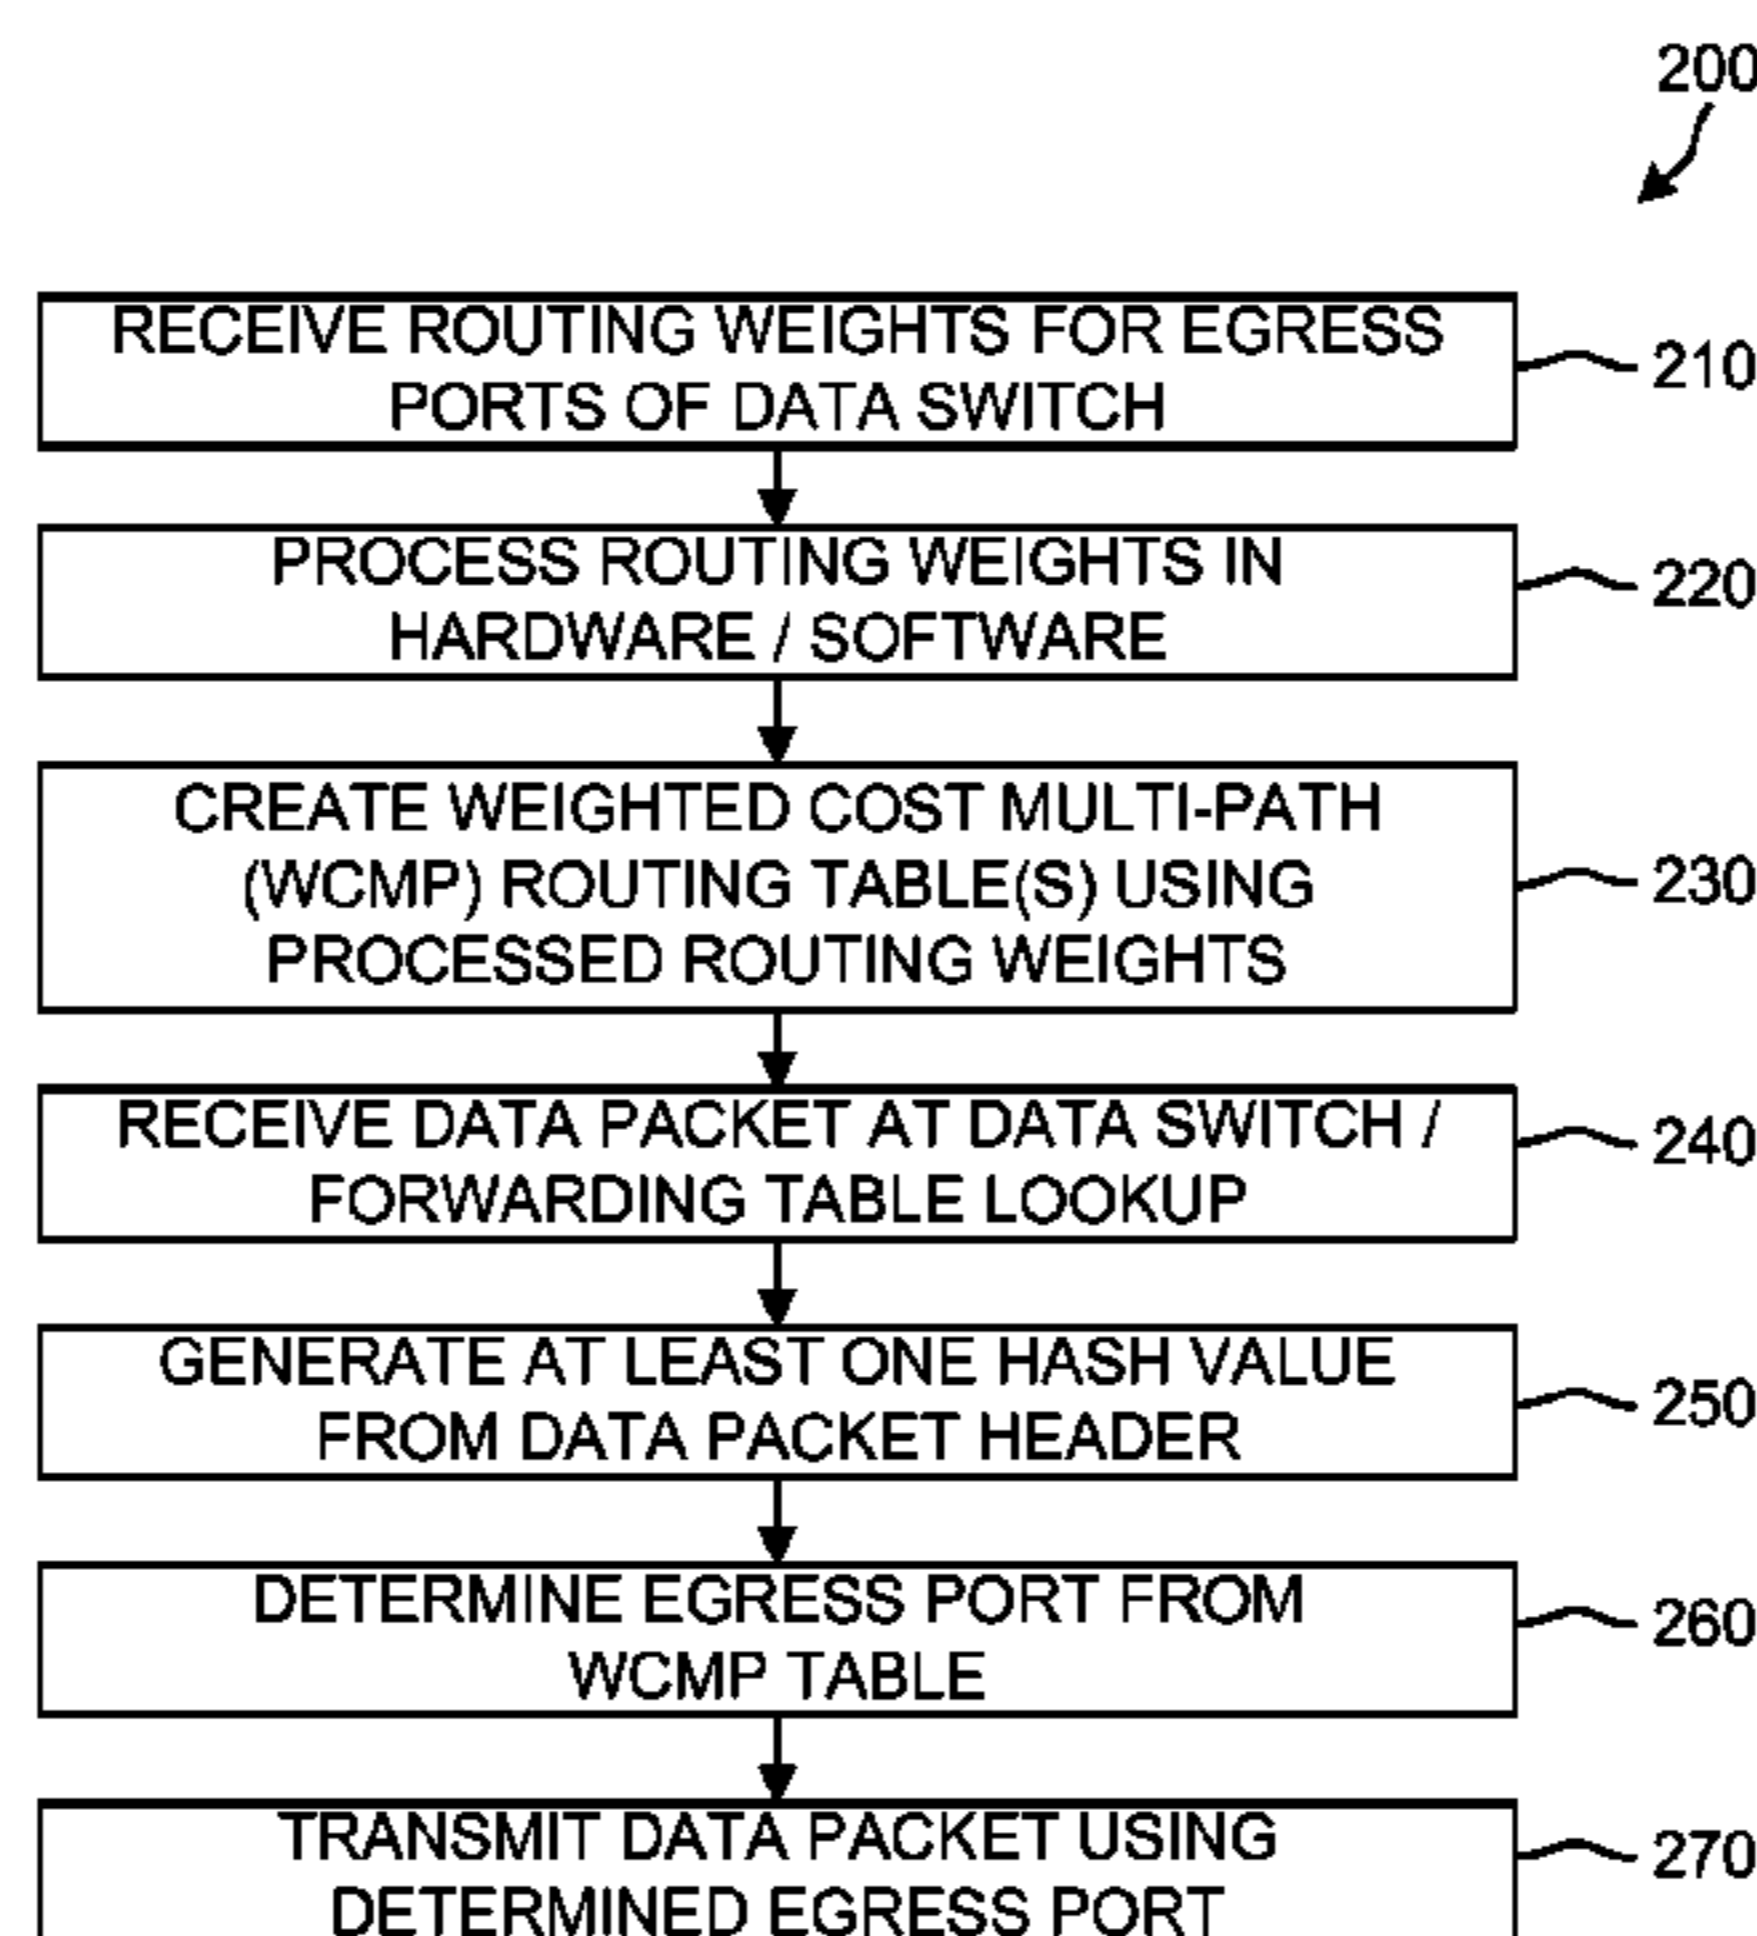 200
RECEIVE ROUTING WEIGHTS FOR EGRESS
PORTS OF DATA SWITCH
210
PROCESS ROUTING WEIGHTS IN
HARDWARE / SOFTWARE
220
CREATE WEIGHTED COST MULTI-PATH
(WCMP) ROUTING TABLE(S) USING
PROCESSED ROUTING WEIGHTS
230
RECEIVE DATA PACKET AT DATA SWITCH /
FORWARDING TABLE LOOKUP
240
GENERATE AT LEAST ONE HASH VALUE
FROM DATA PACKET HEADER
250
DETERMINE EGRESS PORT FROM
WCMP TABLE
260
TRANSMIT DATA PACKET USING
DETERMINED EGRESS PORT
270